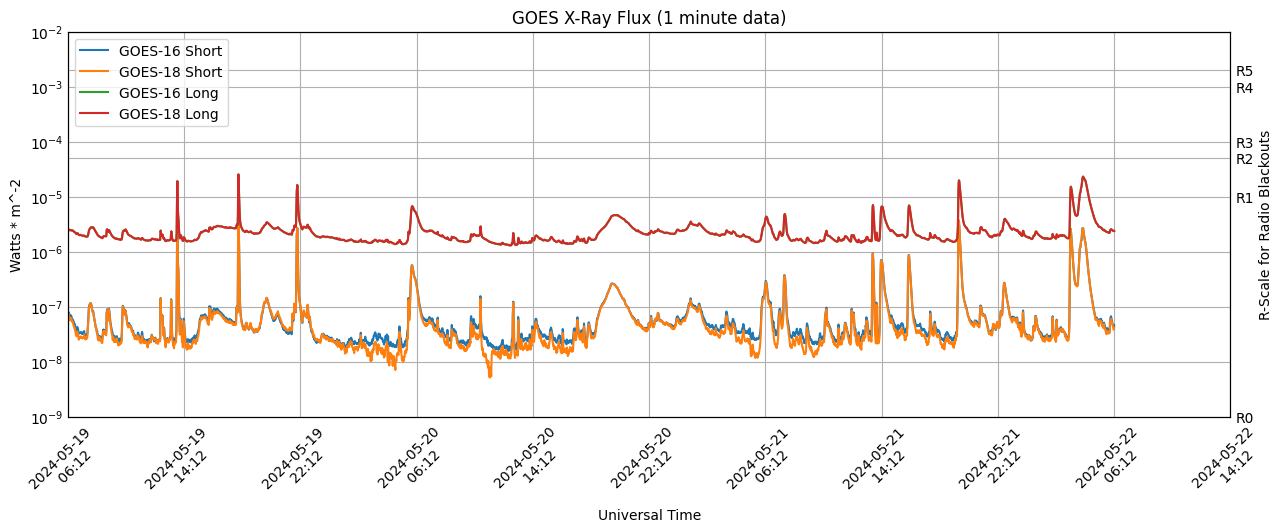 GOES X-Ray Flux (1 minute data)
GOES-16 Short
GOES-18 Short
GOES-16 Long
GOES-18 Long
Watts * m^-2
10^-2
10^-3
10^-4
10^-5
10^-6
10^-7
10^-8
10^-9
R5
R4
R3
R2
R1
R0
R-Scale for Radio Blackouts
2024-05-19
06:12
2024-05-19
14:12
2024-05-19
22:12
2024-05-20
06:12
2024-05-20
14:12
2024-05-20
22:12
2024-05-21
06:12
2024-05-21
14:12
2024-05-21
22:12
2024-05-22
06:12
2024-05-22
14:12
Universal Time